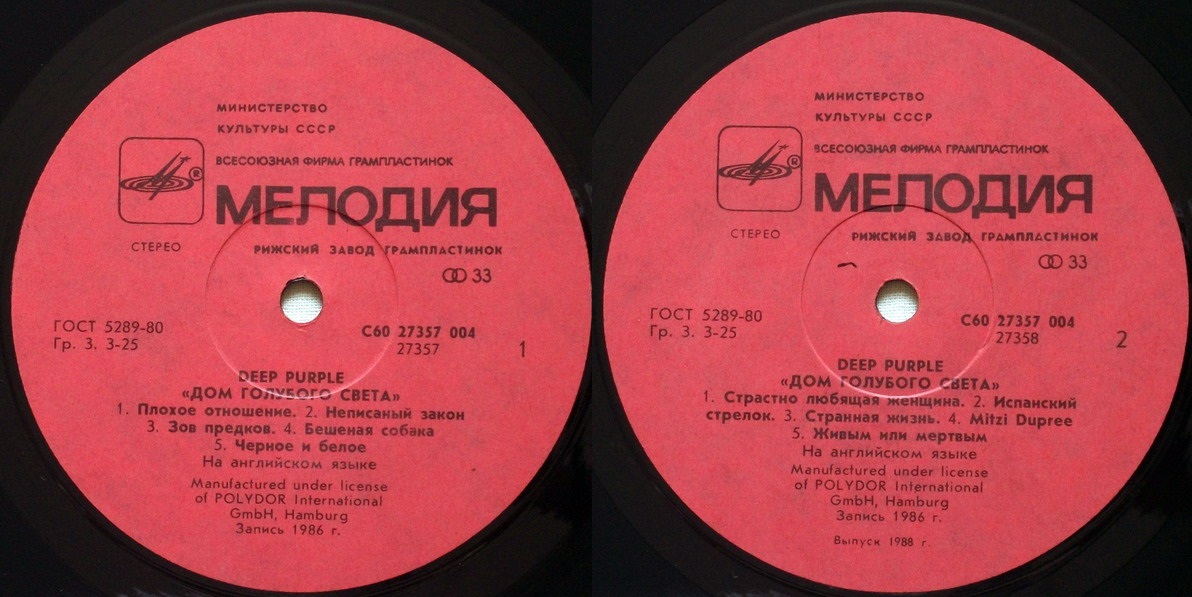 МИНИСТЕРСТВО
КУЛЬТУРЫ СССР
ВСЕСОЮЗНАЯ ФИРМА ГРАМПЛАСТИНОК
®
МЕЛОДИЯ
СТЕРЕО
РИЖСКИЙ ЗАВОД ГРАМПЛАСТИНОК
33
ГОСТ 5289-80
Гр. 3. 3-25
С60 27357 004
27357
1
DEEP PURPLE
«ДОМ ГОЛУБОГО СВЕТА»
1. Плохое отношение. 2. Неписаный закон
3. Зов предков. 4. Бешеная собака
5. Черное и белое
На английском языке
Manufactured under license
of POLYDOR International
GmbH, Hamburg
Запись 1986 г.
МИНИСТЕРСТВО
КУЛЬТУРЫ СССР
ВСЕСОЮЗНАЯ ФИРМА ГРАМПЛАСТИНОК
®
МЕЛОДИЯ
СТЕРЕО
РИЖСКИЙ ЗАВОД ГРАМПЛАСТИНОК
33
ГОСТ 5289-80
Гр. 3. 3-25
С60 27357 004
27358
2
DEEP PURPLE
«ДОМ ГОЛУБОГО СВЕТА»
1. Страстно любящая женщина. 2. Испанский
стрелок. 3. Странная жизнь. 4. Mitzi Dupree
5. Живым или мертвым
На английском языке
Manufactured under license
of POLYDOR International
GmbH, Hamburg
Запись 1986 г.
Выпуск 1988 г.